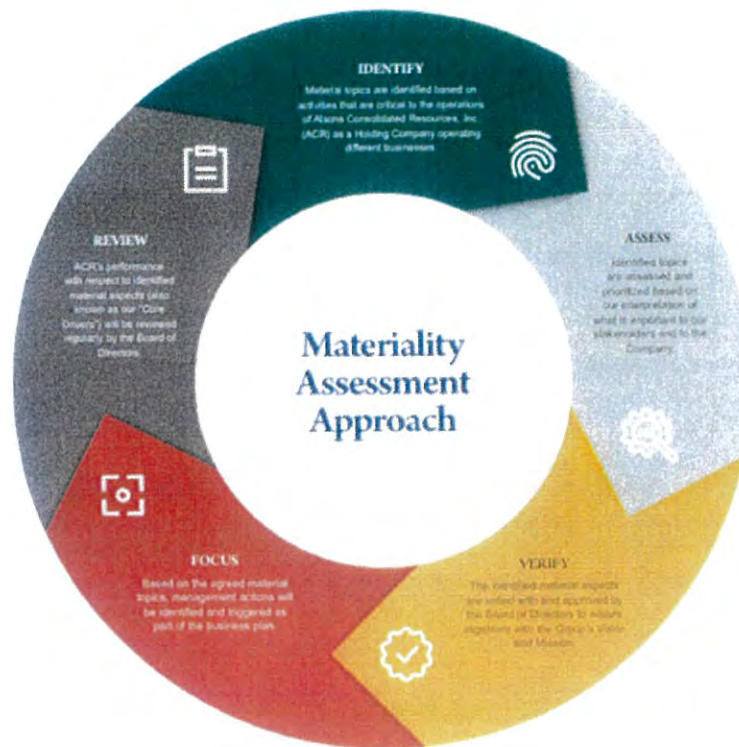 Materiality
Assessment
Approach
IDENTIFY
Material topics are identified based on
activities that are critical to the operations
of Alsons Consolidated Resources, Inc.
(ACR) as a Holding Company operating
different businesses
ASSESS
Identified topics
are assessed and
prioritized based on
our interpretation of
what is important to our
stakeholders and to the
Company.
VERIFY
The identified material aspects
are vetted with and approved by
the Board of Directors to ensure
alignment with the Group's Vision
and Mission.
FOCUS
Based on the agreed material
topics, management actions will
be identified and triggered as
part of the business plan.
REVIEW
ACR's performance
with respect to identified
material aspects (also
known as our "Core
Drivers") will be reviewed
regularly by the Board of
Directors.